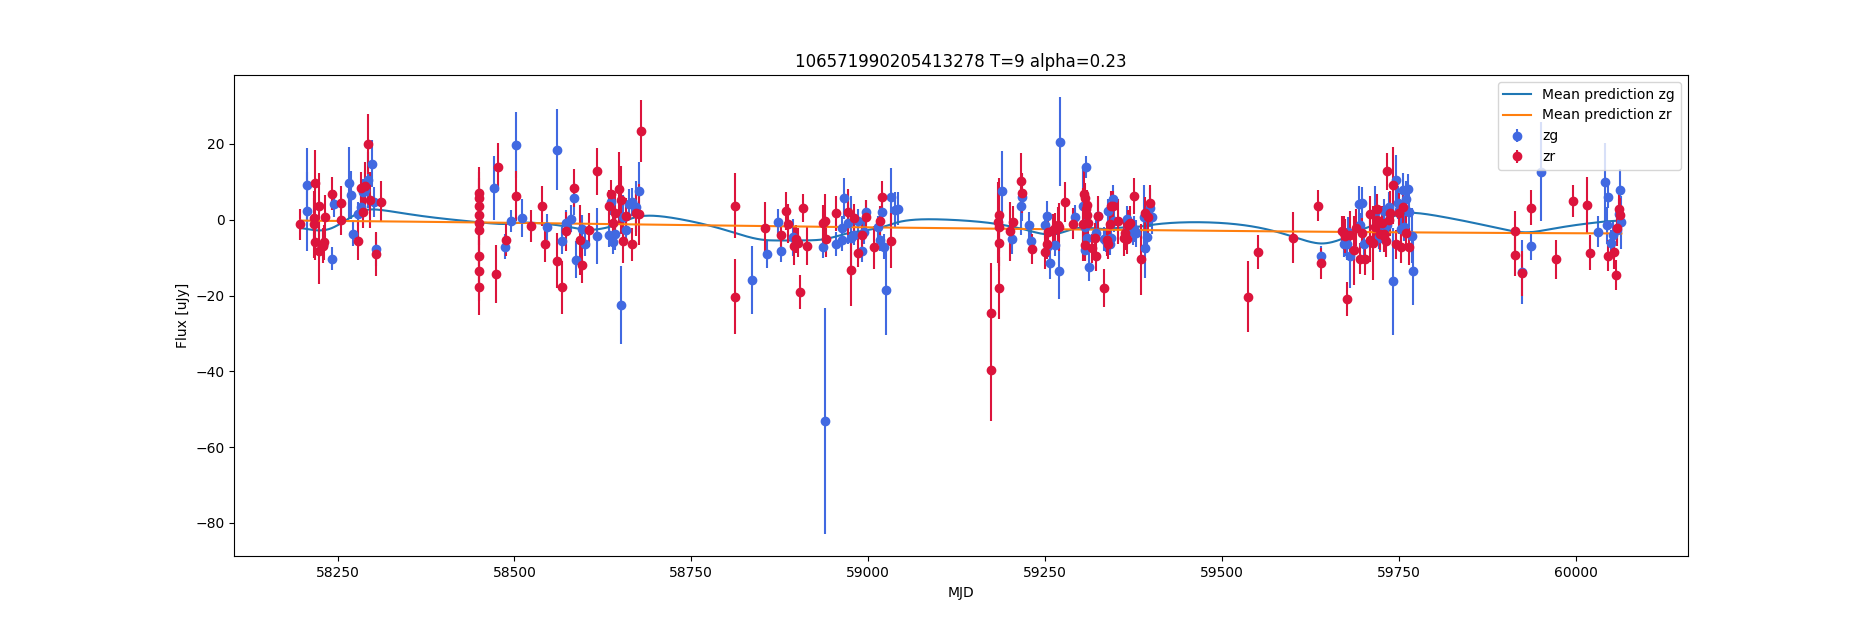 106571990205413278 T=9 alpha=0.23
Mean prediction zg
Mean prediction zr
zg
zr
Flux [uJy]
20
0
−20
−40
−60
−80
58250
58500
58750
59000
59250
59500
59750
60000
MJD